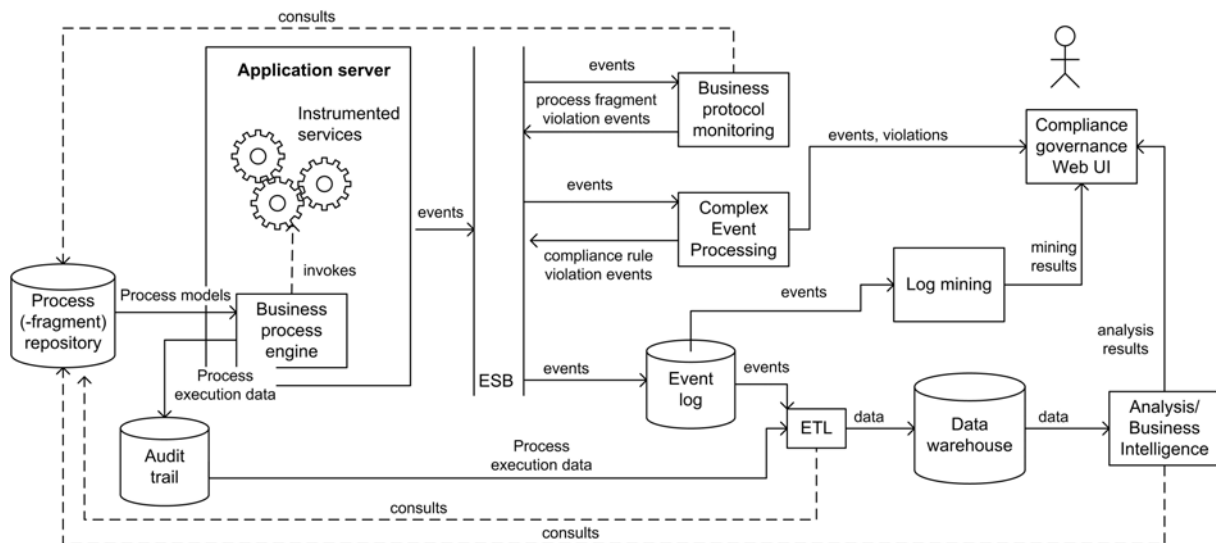 consults
Application server
Instrumented
services
events
invokes
Process models
Process
(-fragment)
repository
Business
process
engine
Process
execution data
Audit
trail
ESB
events
process fragment
violation events
Business
protocol
monitoring
events
compliance rule
violation events
Complex
Event
Processing
events, violations
Compliance
governance
Web UI
mining
results
Log mining
events
analysis
results
events
Event
log
events
Process
execution data
ETL
data
Data
warehouse
data
Analysis/
Business
Intelligence
consults
consults